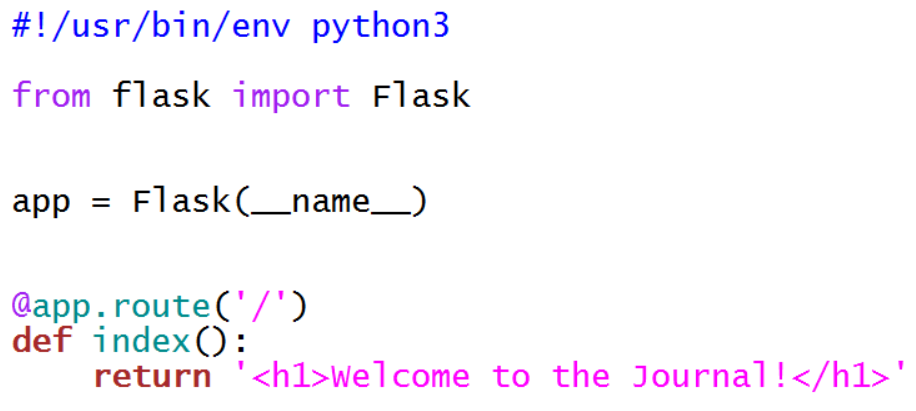 #!/usr/bin/env python3
from flask import Flask
app = Flask(__name__)
@app.route('/')
def index():
    return '<h1>Welcome to the Journal!</h1>'